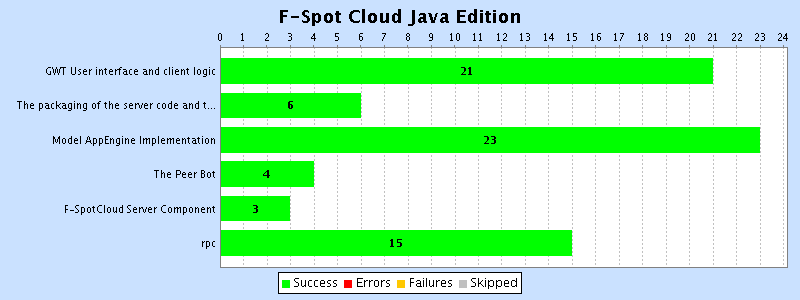 F-Spot Cloud Java Edition
0 1 2 3 4 5 6 7 8 9 10 11 12 13 14 15 16 17 18 19 20 21 22 23 24
GWT User interface and client logic 21
The packaging of the server code and t... 6
Model AppEngine Implementation 23
The Peer Bot 4
F-SpotCloud Server Component 3
rpc 15
Success Errors Failures Skipped